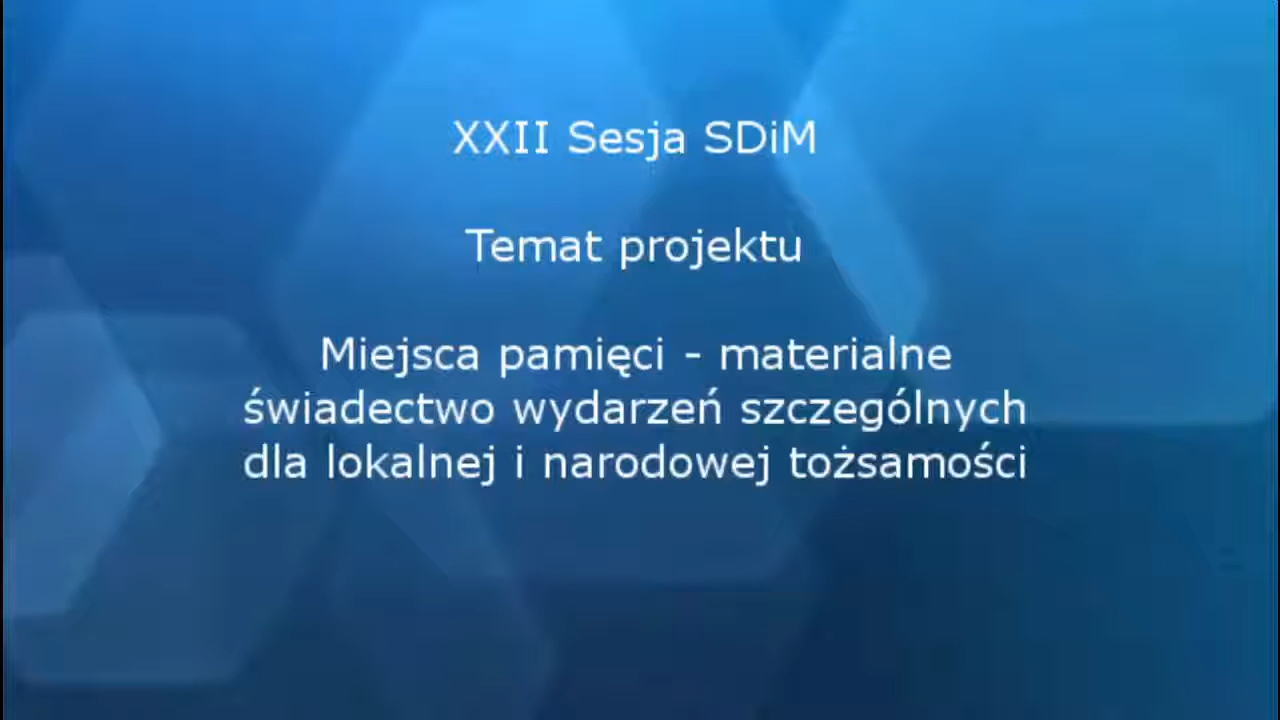 XXII Sesja SDiM
Temat projektu
Miejsca pamięci - materialne
świadectwo wydarzeń szczególnych
dla lokalnej i narodowej tożsamości